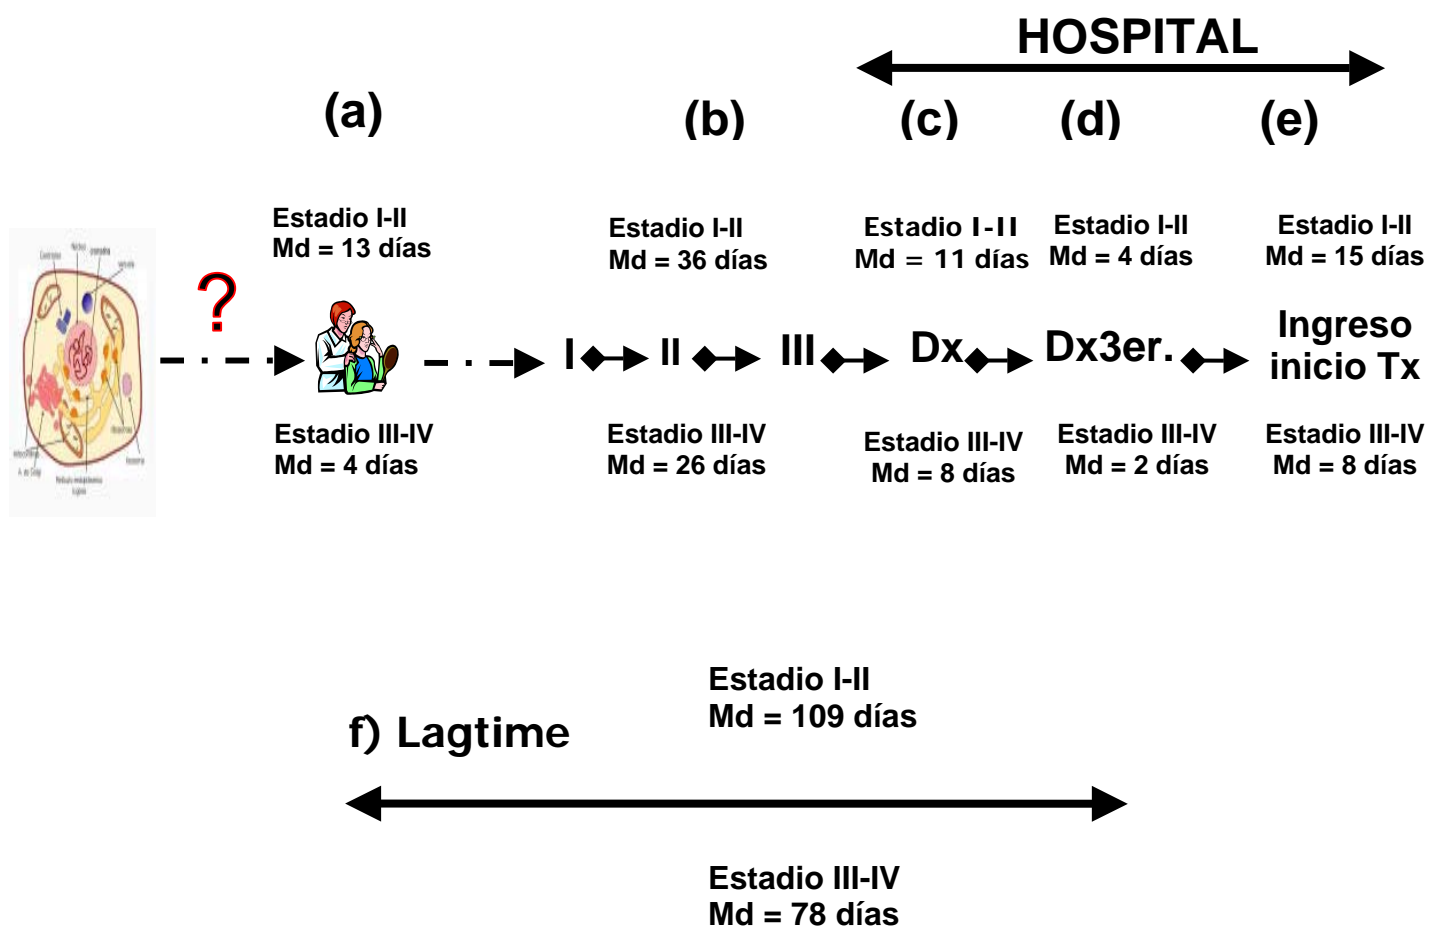 HOSPITAL
(a)
(b)
(c)
(d)
(e)
Estadio I-II
Md = 13 días
Estadio I-II
Md = 36 días
Estadio I-II
Md = 11 días
Estadio I-II
Md = 4 días
Estadio I-II
Md = 15 días
?
I
II
III
Dx
Dx3er.
Ingreso
inicio Tx
Estadio III-IV
Md = 4 días
Estadio III-IV
Md = 26 días
Estadio III-IV
Md = 8 días
Estadio III-IV
Md = 2 días
Estadio III-IV
Md = 8 días
Estadio I-II
Md = 109 días
f) Lagtime
Estadio III-IV
Md = 78 días